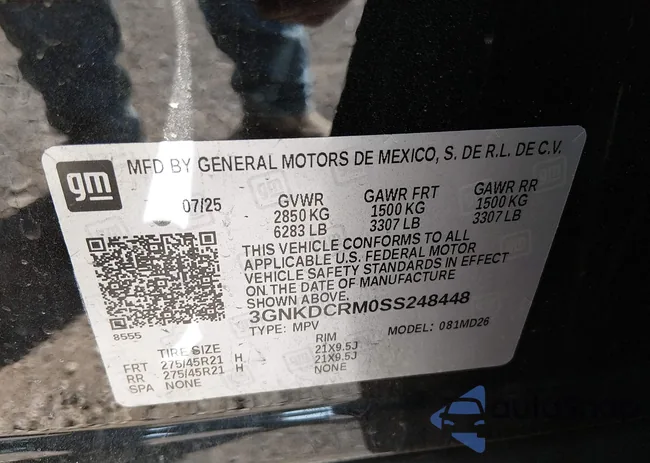 gm
MFD BY GENERAL MOTORS DE MEXICO, S. DE R.L. DE C.V.
07/25 GVWR GAWR FRT GAWR RR
2850 KG 1500 KG 1500 KG
6283 LB 3307 LB 3307 LB
THIS VEHICLE CONFORMS TO ALL
APPLICABLE U.S. FEDERAL MOTOR
VEHICLE SAFETY STANDARDS IN EFFECT
ON THE DATE OF MANUFACTURE
SHOWN ABOVE.
3GNKDCRM0SS248448
8555 TYPE: MPV MODEL: 081MD26
TIRE SIZE RIM
FRT 275/45R21 H 21X9.5J
RR 275/45R21 H 21X9.5J
SPA NONE NONE